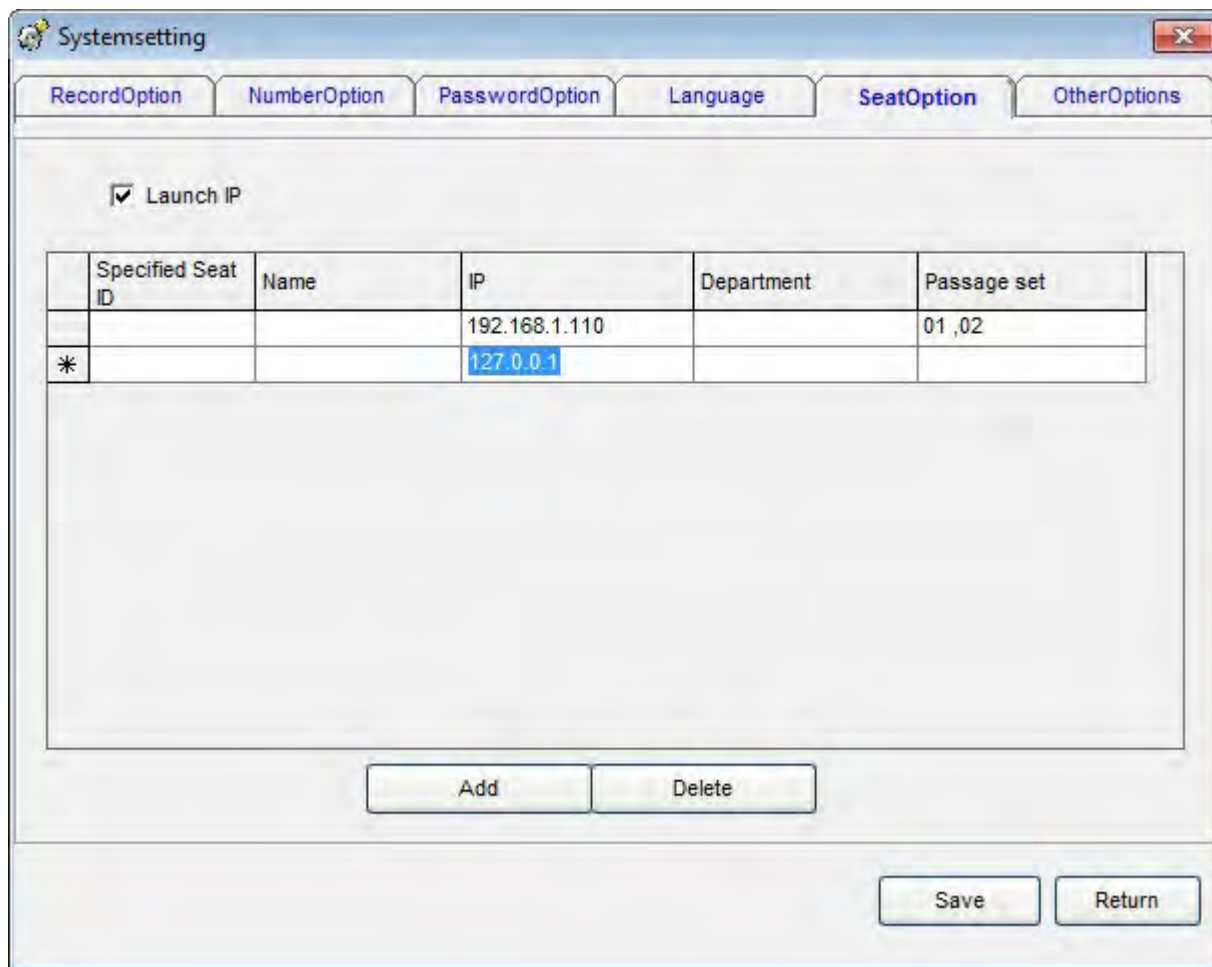 Systemsetting
RecordOption NumberOption PasswordOption Language SeatOption OtherOptions
Launch IP
Specified Seat ID Name IP Department Passage set
192.168.1.110 01 ,02
* 127.0.0.1
Add Delete
Save Return